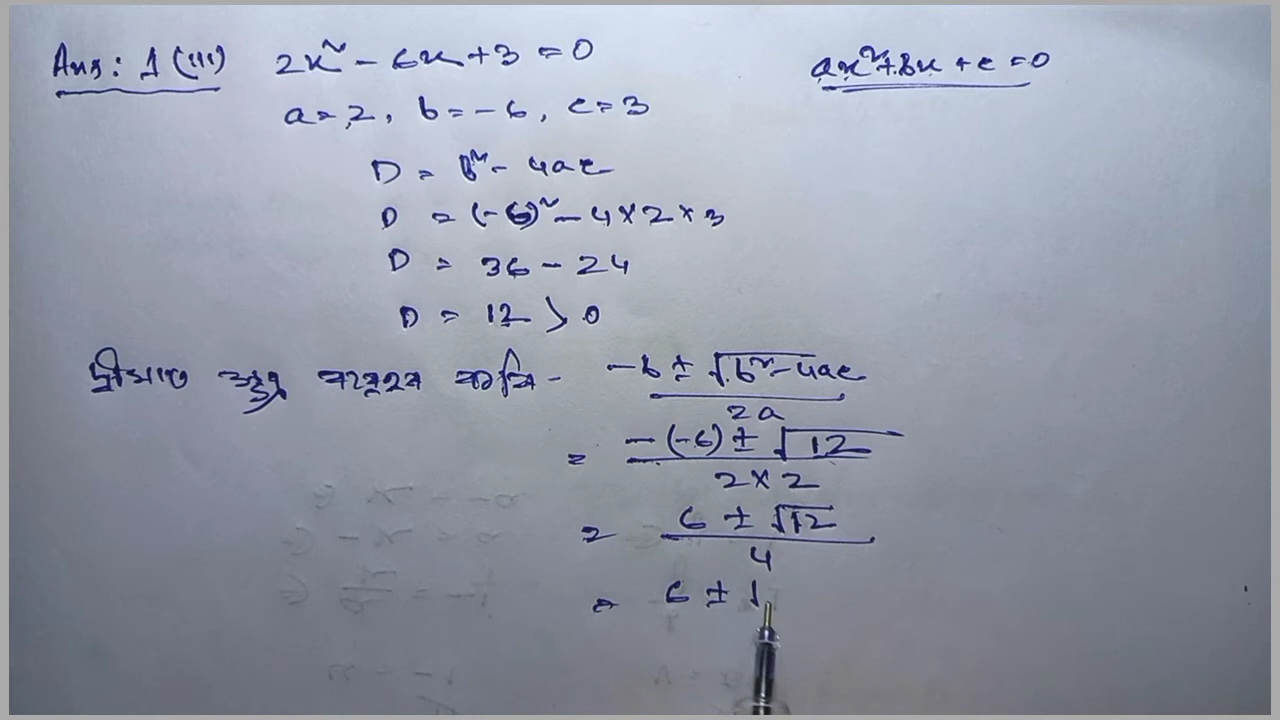 Ans: 1 (iii) 2x² - 6x + 3 = 0
ax² + bx + c = 0
a = 2, b = -6, c = 3
D = b² - 4ac
D = (-6)² - 4 × 2 × 3
D = 36 - 24
D = 12 > 0
-b ± √b² - 4ac
2a
= -(-6) ± √12
2 × 2
= 6 ± √12
4
= 6 ±